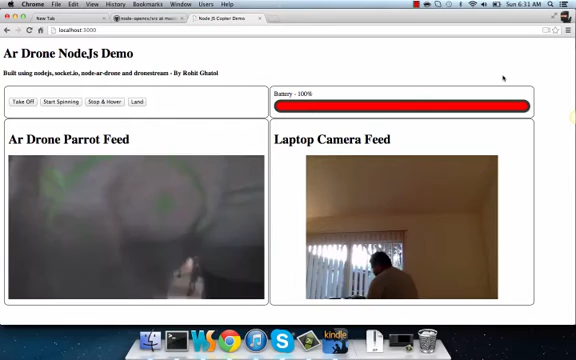 Chrome File Edit View History Bookmarks Window Users Help
Sun 6:31 AM
New Tab
Node JS Copter Demo
localhost:3000
Ar Drone NodeJs Demo
Built using nodejs, socket.io, node-ar-drone and dronestream - By Rohit Ghatol
Take Off Start Spinning Stop & Hover Land
Battery - 100%
Ar Drone Parrot Feed
Laptop Camera Feed
kindle